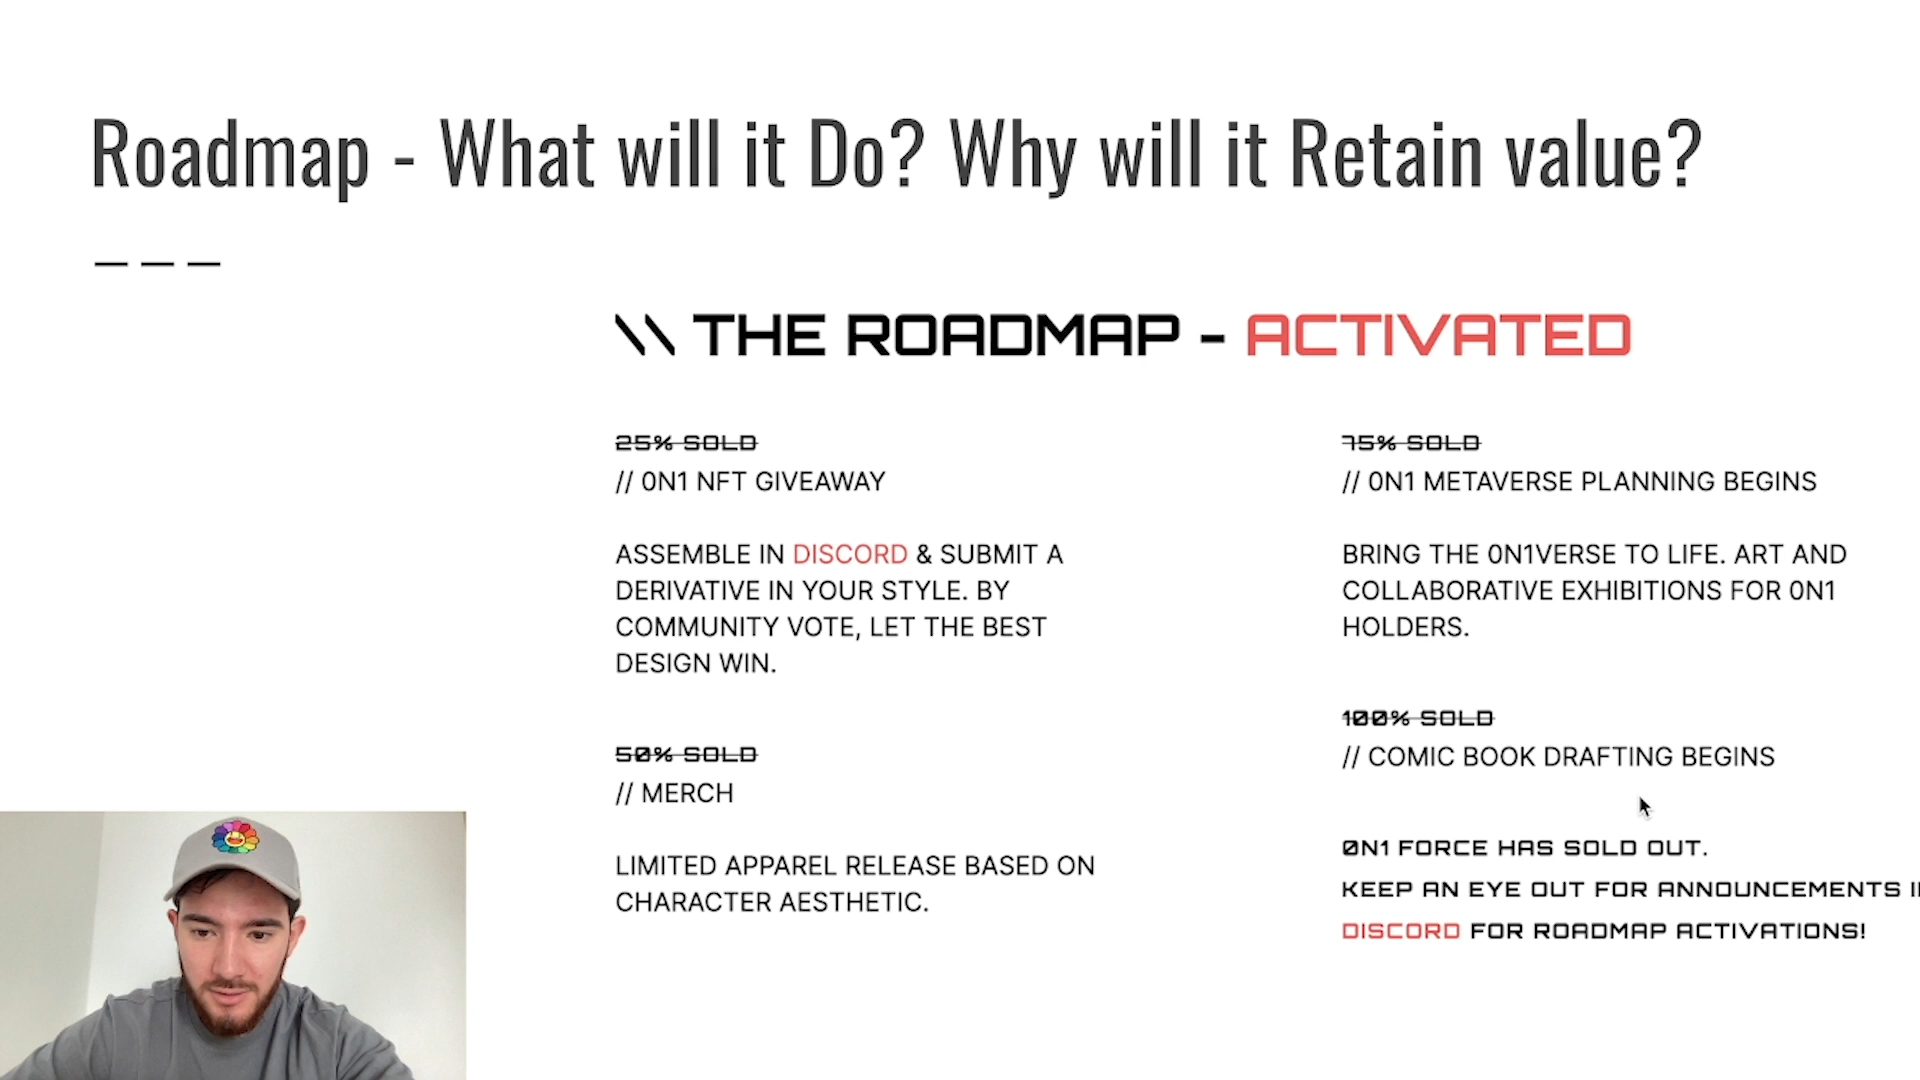 Roadmap - What will it Do? Why will it Retain value?
\\ THE ROADMAP - ACTIVATED
25% SOLD
// 0N1 NFT GIVEAWAY
ASSEMBLE IN DISCORD & SUBMIT A
DERIVATIVE IN YOUR STYLE. BY
COMMUNITY VOTE, LET THE BEST
DESIGN WIN.
50% SOLD
// MERCH
LIMITED APPAREL RELEASE BASED ON
CHARACTER AESTHETIC.
75% SOLD
// 0N1 METAVERSE PLANNING BEGINS
BRING THE 0N1VERSE TO LIFE. ART AND
COLLABORATIVE EXHIBITIONS FOR 0N1
HOLDERS.
100% SOLD
// COMIC BOOK DRAFTING BEGINS
0N1 FORCE HAS SOLD OUT.
KEEP AN EYE OUT FOR ANNOUNCEMENTS
DISCORD FOR ROADMAP ACTIVATIONS!